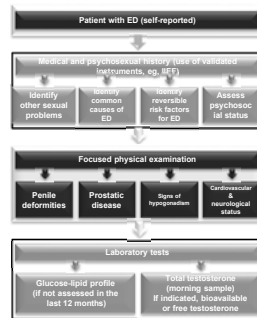 Patient with ED (self-reported)
Medical and psychosexual history (use of validated
instruments, eg, IIEF)
Identify
other sexual
problems
Identify
common
causes of
ED
Identify
reversible
risk factors
for ED
Assess
psychosoc
ial status
Focused physical examination
Penile
deformities
Prostatic
disease
Signs of
hypogonadism
Cardiovascular
&
neurological
status
Laboratory tests
Glucose-lipid profile
(if not assessed in the
last 12 months)
Total testosterone
(morning sample)
If indicated, bioavailable
or free testosterone